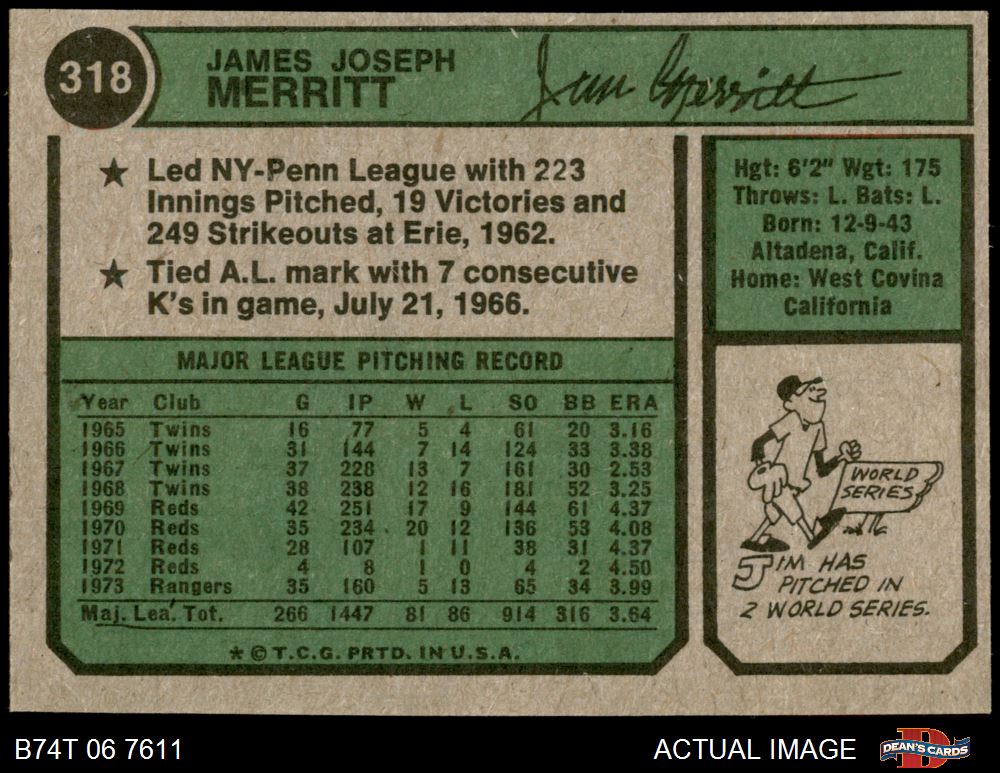 318
JAMES JOSEPH
MERRITT
Jim Merritt
★ Led NY-Penn League with 223
Innings Pitched, 19 Victories and
249 Strikeouts at Erie, 1962.
★ Tied A.L. mark with 7 consecutive
K's in game, July 21, 1966.
Hgt: 6'2" Wgt: 175
Throws: L. Bats: L.
Born: 12-9-43
Altadena, Calif.
Home: West Covina
California
MAJOR LEAGUE PITCHING RECORD
Year Club G IP W L SO BB ERA
1965 Twins 16 77 5 4 61 20 3.16
1966 Twins 31 144 7 14 124 33 3.38
1967 Twins 37 228 13 7 161 30 2.53
1968 Twins 38 238 12 16 181 52 3.25
1969 Reds 42 251 17 9 144 61 4.37
1970 Reds 35 234 20 12 136 53 4.08
1971 Reds 28 107 1 11 38 31 4.37
1972 Reds 4 8 1 0 4 2 4.50
1973 Rangers 35 160 5 13 65 34 3.99
Maj. Lea. Tot. 266 1447 81 86 914 316 3.64
* © T.C.G. PRTD. IN U.S.A.
WORLD
SERIES
JIM HAS
PITCHED IN
2 WORLD SERIES.
B74T 06 7611
ACTUAL IMAGE
DEAN'S CARDS